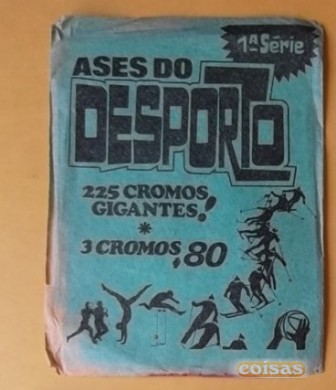 1ª Série
ASES DO
DESPORTO
225 CROMOS
GIGANTES!
*
3 CROMOS,80
coisas